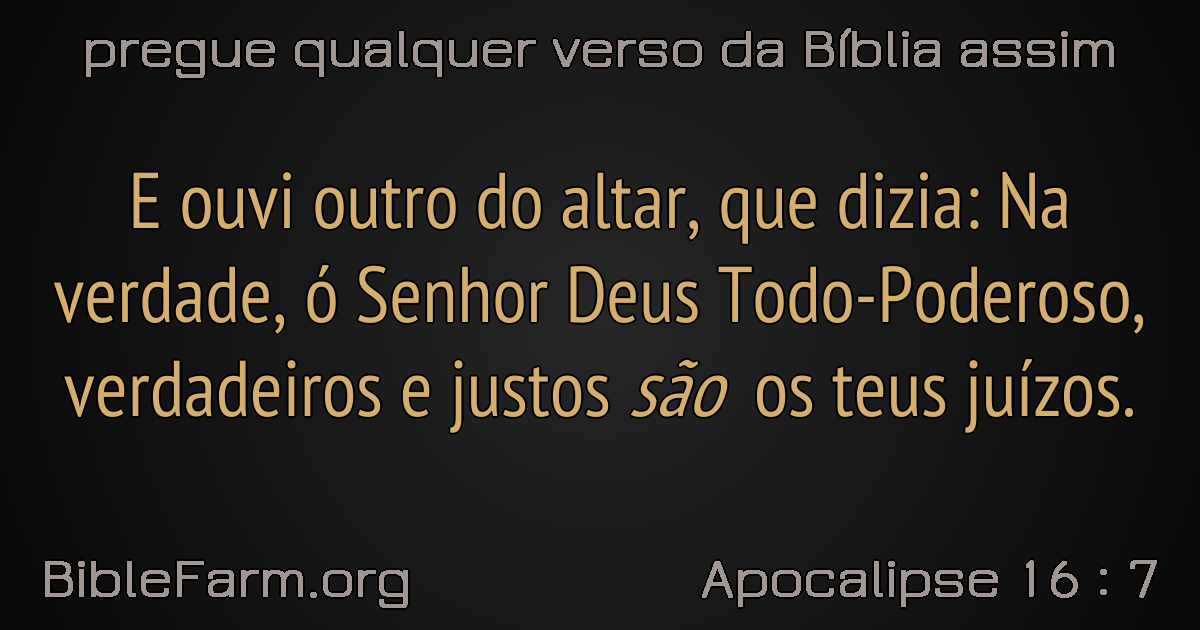 pregue qualquer verso da Bíblia assim
E ouvi outro do altar, que dizia: Na
verdade, ó Senhor Deus Todo-Poderoso,
verdadeiros e justos são os teus juízos.
BibleFarm.org
Apocalipse 16 : 7